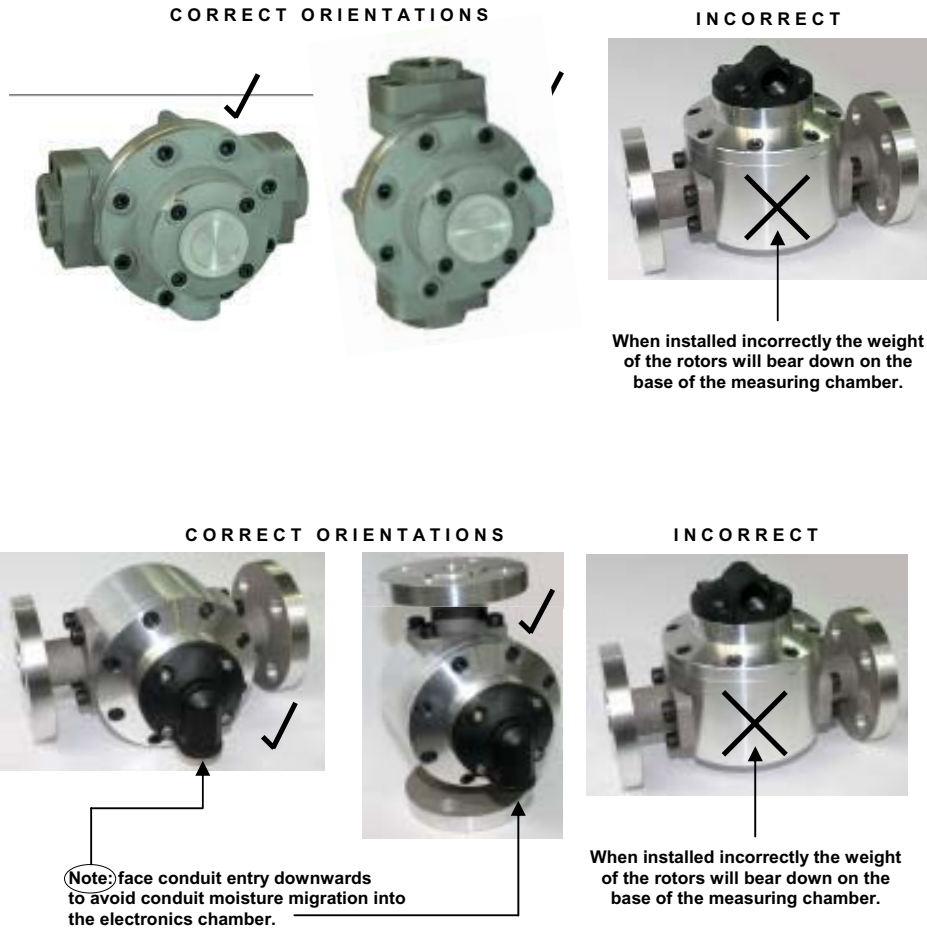 CORRECT ORIENTATIONS
INCORRECT
When installed incorrectly the weight
of the rotors will bear down on the
base of the measuring chamber.
CORRECT ORIENTATIONS
INCORRECT
Note: face conduit entry downwards
to avoid conduit moisture migration into
the electronics chamber.
When installed incorrectly the weight
of the rotors will bear down on the
base of the measuring chamber.